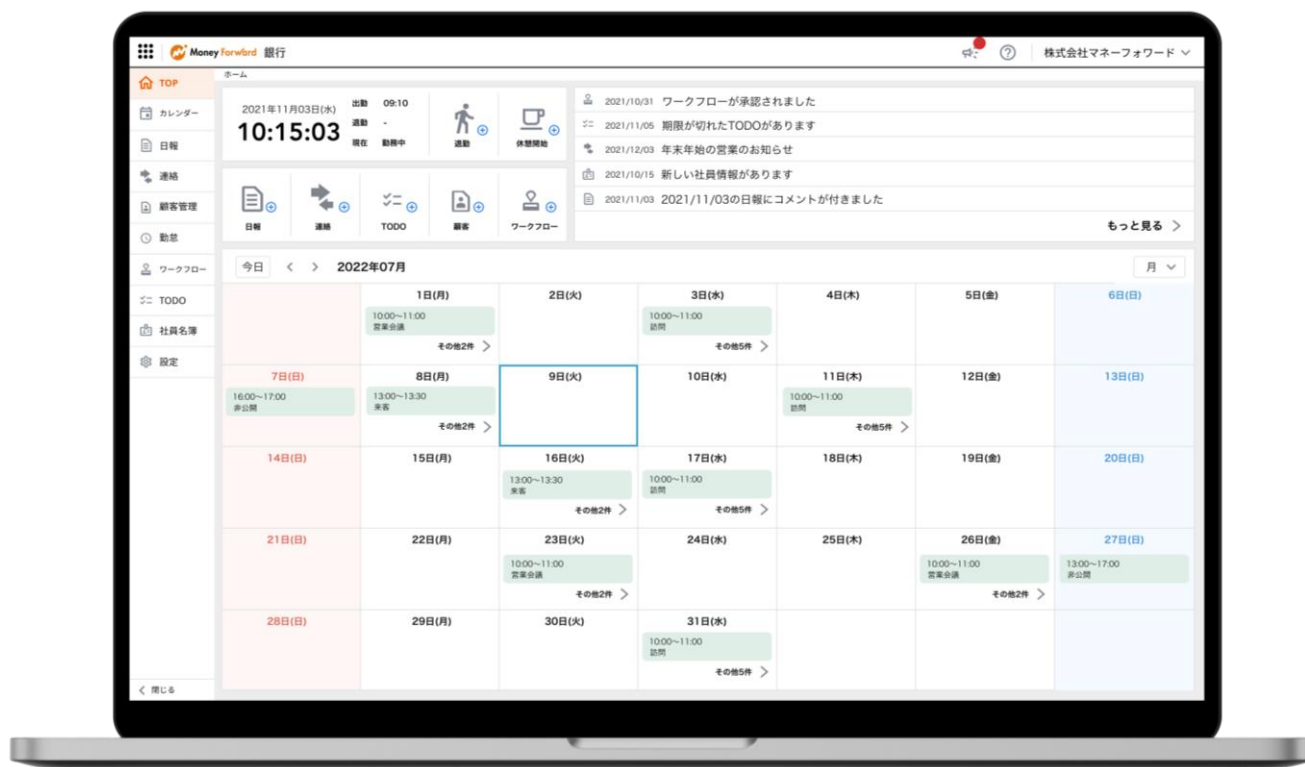 Money Forward 銀行
株式会社マネーフォワード
TOP
カレンダー
日報
連絡
顧客管理
勤怠
ワークフロー
TODO
社員名簿
設定
閉じる
ホーム
2021年11月03日(水)
10:15:03
出勤 09:10
退勤 -
現在 勤務中
退勤
休憩開始
日報
連絡
TODO
顧客
ワークフロー
2021/10/31 ワークフローが承認されました
2021/11/05 期限が切れたTODOがあります
2021/12/03 年末年始の営業のお知らせ
2021/10/15 新しい社員情報があります
2021/11/03 2021/11/03の日報にコメントが付きました
もっと見る
今日 2022年07月 月
1日(月) 2日(火) 3日(水) 4日(木) 5日(金) 6日(日)
10:00~11:00 10:00~11:00
営業会議 訪問
その他2件 その他5件
7日(日) 8日(月) 9日(火) 10日(水) 11日(木) 12日(金) 13日(日)
16:00~17:00 13:00~13:30 10:00~11:00
非公開 来客 訪問
その他2件 その他5件
14日(日) 15日(月) 16日(火) 17日(水) 18日(木) 19日(金) 20日(日)
13:00~13:30 10:00~11:00
来客 訪問
その他2件 その他5件
21日(日) 22日(月) 23日(火) 24日(水) 25日(木) 26日(金) 27日(日)
10:00~11:00 10:00~11:00 13:00~17:00
営業会議 営業会議 非公開
その他2件 その他2件
28日(日) 29日(月) 30日(火) 31日(水)
10:00~11:00
訪問
その他5件